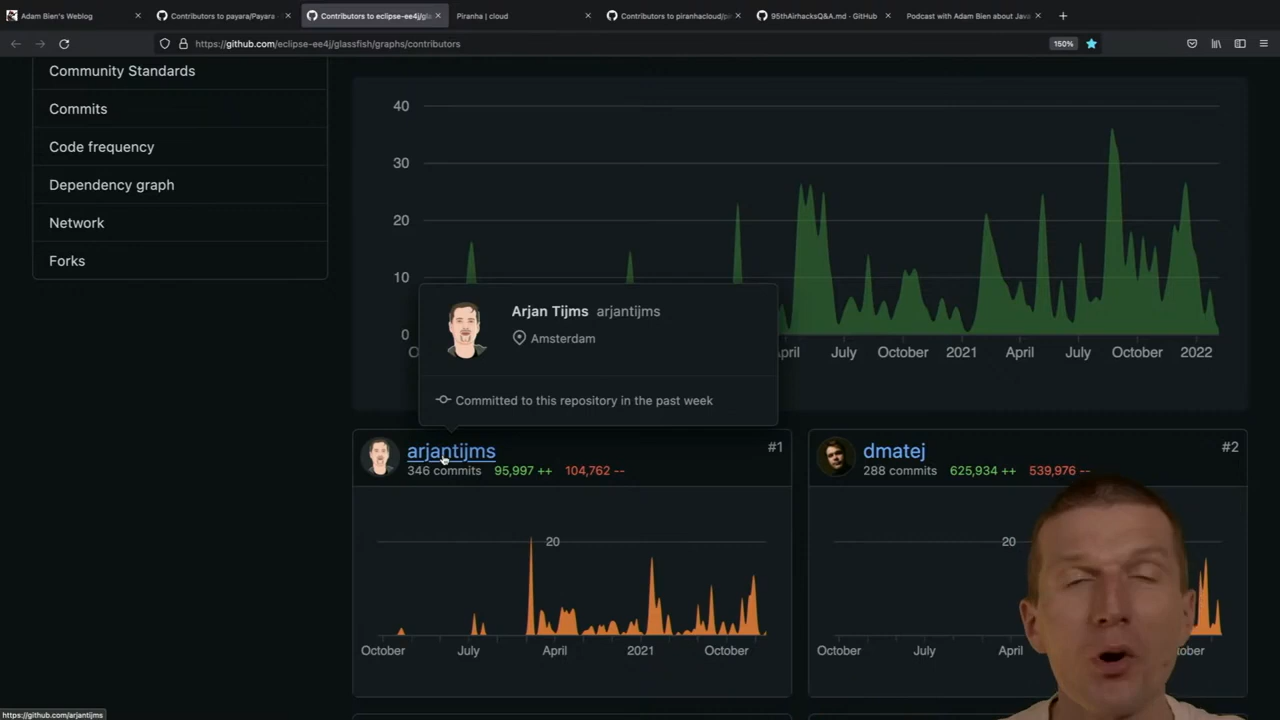 Adam Bien's Weblog
Contributors to payara/Payara
Contributors to eclipse-ee4j/gl
Piranha | cloud
Contributors to piranhacloud/pi
95thAirhacksQ&A.md · GitHub
Podcast with Adam Bien about Jav
https://github.com/eclipse-ee4j/glassfish/graphs/contributors
150%
Community Standards
Commits
Code frequency
Dependency graph
Network
Forks
40
30
20
10
0
O
pril
July
October
2021
April
July
October
2022
Arjan Tijms arjantijms
Amsterdam
Committed to this repository in the past week
arjantijms
#1
346 commits 95,997 ++ 104,762 --
20
October
July
April
2021
October
dmatej
#2
288 commits 625,934 ++ 539,976 --
20
October
July
April
tober
https://github.com/arjantijms